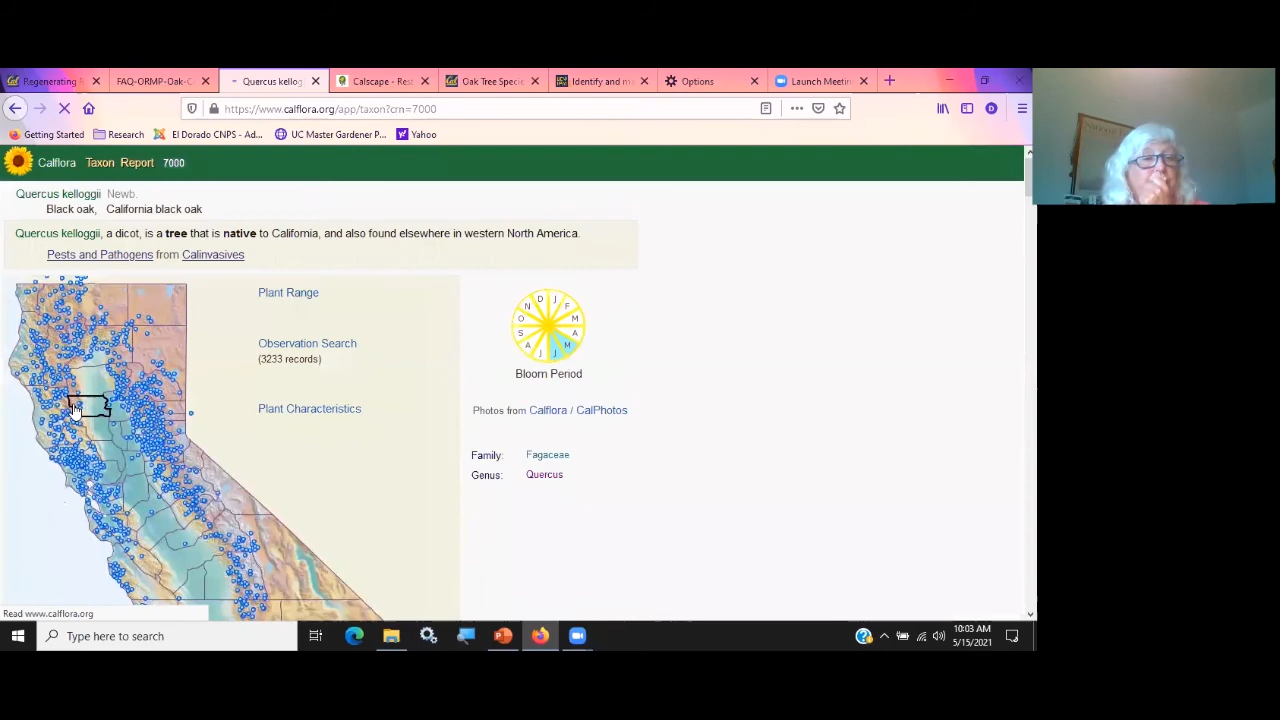 Regenerating
FAQ-ORMP-Oak-C
Quercus kellog
Calscape - Res
Oak Tree Specie
Identify and m
Options
Launch Meetin
https://www.calflora.org/app/taxon?crn=7000
Getting Started
Research
El Dorado CNPS - Ad...
UC Master Gardener P...
Yahoo
Calflora Taxon Report 7000
Quercus kelloggii Newb.
Black oak, California black oak
Quercus kelloggii, a dicot, is a tree that is native to California, and also found elsewhere in western North America.
Pests and Pathogens from Calinvasives
Plant Range
Observation Search
(3233 records)
Plant Characteristics
D J
N F
O M
S A
A M
J J
Bloom Period
Photos from Calflora / CalPhotos
Family: Fagaceae
Genus: Quercus
Read www.calflora.org
Type here to search
10:03 AM
5/15/2021